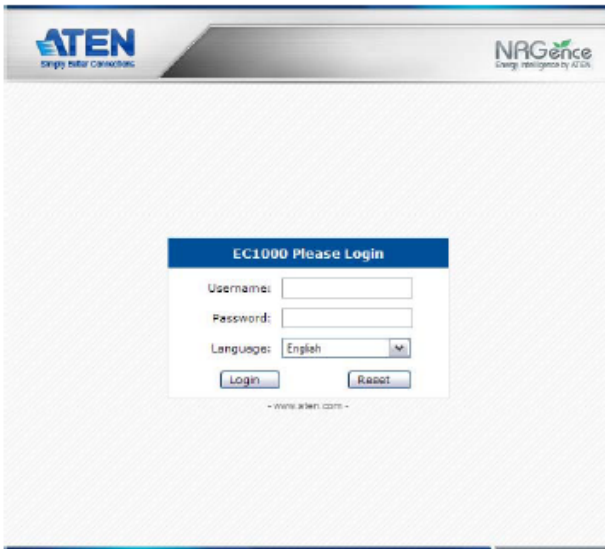 ATEN
Simply Better Connections
NRGence
Energy Intelligence by ATEN
EC1000 Please Login
Username:
Password:
Language: English
Login Reset
- www.aten.com -